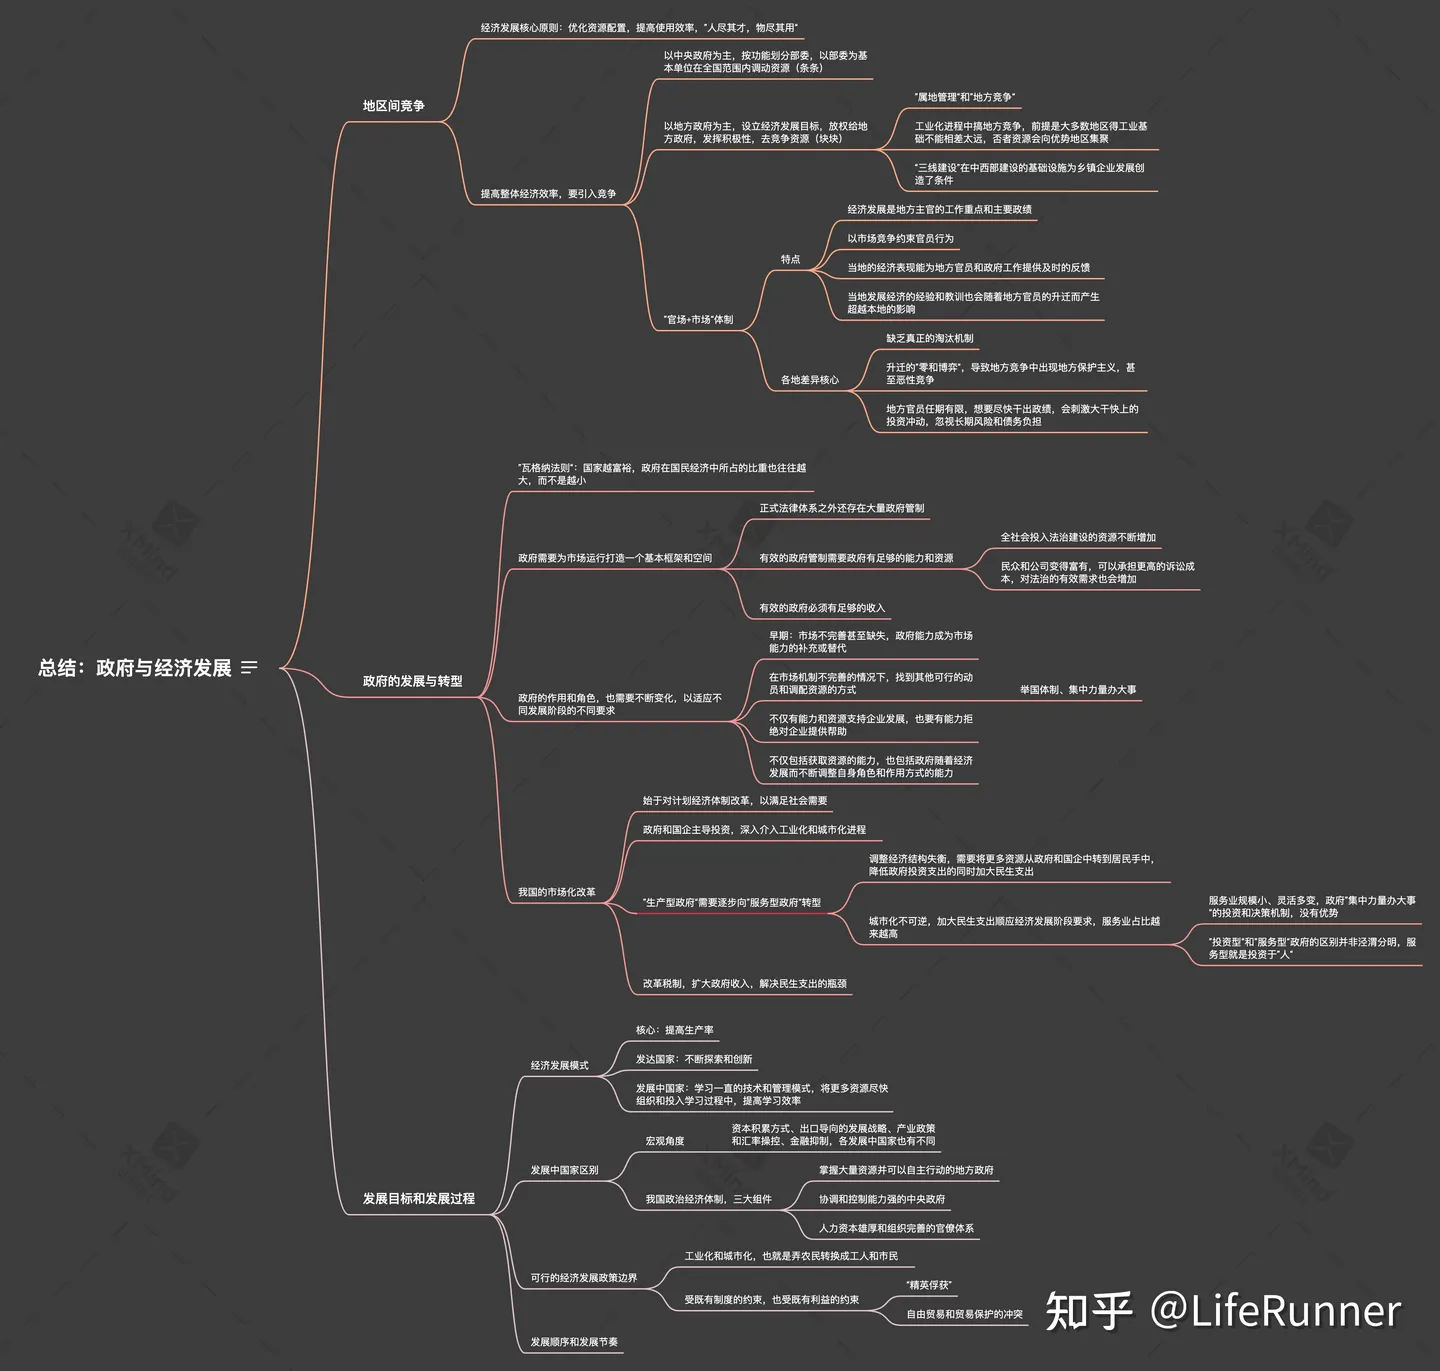 总结：政府与经济发展
地区间竞争
经济发展核心原则：优化资源配置，提高使用效率，"人尽其才，物尽其用"
提高整体经济效率，要引入竞争
以中央政府为主，按功能划分部委，以部委为基
本单位在全国范围内调动资源（条条）
以地方政府为主，设立经济发展目标，放权给地
方政府，发挥积极性，去竞争资源（块块）
"属地管理"和"地方竞争"
工业化进程中搞地方竞争，前提是大多数地区得工业基
础不能相差太远，否者资源会向优势地区集聚
"三线建设"在中西部建设的基础设施为乡镇企业发展创
造了条件
"官场+市场"体制
特点
经济发展是地方主官的工作重点和主要政绩
以市场竞争约束官员行为
当地的经济表现能为地方官员和政府工作提供及时的反馈
当地发展经济的经验和教训也会随着地方官员的升迁而产生
超越本地的影响
各地差异核心
缺乏真正的淘汰机制
升迁的"零和博弈"，导致地方竞争中出现地方保护主义，甚
至恶性竞争
地方官员任期有限，想要尽快干出政绩，会刺激大干快上的
投资冲动，忽视长期风险和债务负担
政府的发展与转型
"瓦格纳法则"：国家越富裕，政府在国民经济中所占的比重也往往越
大，而不是越小
政府需要为市场运行打造一个基本框架和空间
正式法律体系之外还存在大量政府管制
有效的政府管制需要政府有足够的能力和资源
全社会投入法治建设的资源不断增加
民众和公司变得富有，可以承担更高的诉讼成
本，对法治的有效需求也会增加
有效的政府必须有足够的收入
政府的作用和角色，也需要不断变化，以适应不
同发展阶段的不同要求
早期：市场不完善甚至缺失，政府能力成为市场
能力的补充或替代
在市场机制不完善的情况下，找到其他可行的动
员和调配资源的方式
举国体制、集中力量办大事
不仅有能力和资源支持企业发展，也要有能力拒
绝对企业提供帮助
不仅包括获取资源的能力，也包括政府随着经济
发展而不断调整自身角色和作用方式的能力
我国的市场化改革
始于对计划经济体制改革，以满足社会需要
政府和国企主导投资，深入介入工业化和城市化进程
"生产型政府"需要逐步向"服务型政府"转型
调整经济结构失衡，需要将更多资源从政府和国企中转到居民手中，
降低政府投资支出的同时加大民生支出
城市化不可逆，加大民生支出顺应经济发展阶段要求，服务业占比越
来越高
服务业规模小、灵活多变，政府"集中力量办大事
"的投资和决策机制，没有优势
"投资型"和"服务型"政府的区别并非泾渭分明，服
务型就是投资于"人"
改革税制，扩大政府收入，解决民生支出的瓶颈
发展目标和发展过程
经济发展模式
核心：提高生产率
发达国家：不断探索和创新
发展中国家：学习一直的技术和管理模式，将更多资源尽快
组织和投入学习过程中，提高学习效率
发展中国家区别
宏观角度
资本积累方式、出口导向的发展战略、产业政策
和汇率操控、金融抑制，各发展中国家也有不同
我国政治经济体制，三大组件
掌握大量资源并可以自主行动的地方政府
协调和控制能力强的中央政府
人力资本雄厚和组织完善的官僚体系
可行的经济发展政策边界
工业化和城市化，也就是弄农民转换成工人和市民
受既有制度的约束，也受既有利益的约束
"精英俘获"
自由贸易和贸易保护的冲突
发展顺序和发展节奏
知乎 @LifeRunner